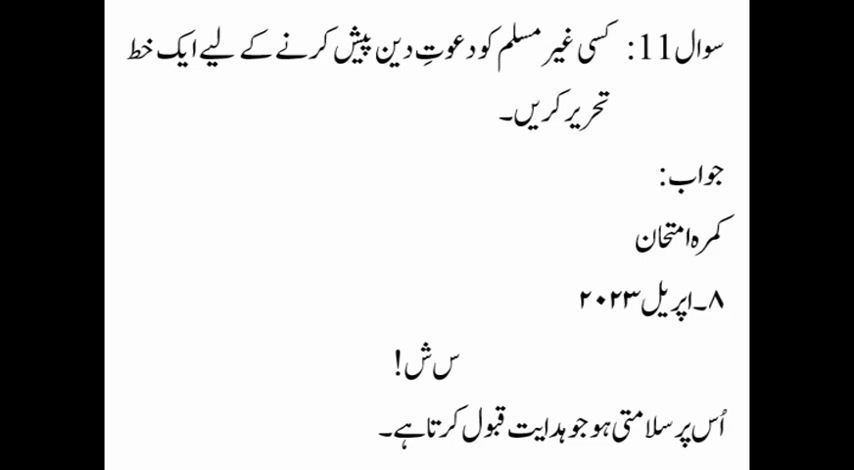 سوال 11: کسی غیر مسلم کو دعوتِ دین پیش کرنے کے لیے ایک خط
تحریر کریں۔
جواب:
کمرہ امتحان
۸۔اپریل ۲۰۲۳
س ش!
اُس پر سلامتی ہو جو ہدایت قبول کرتا ہے۔